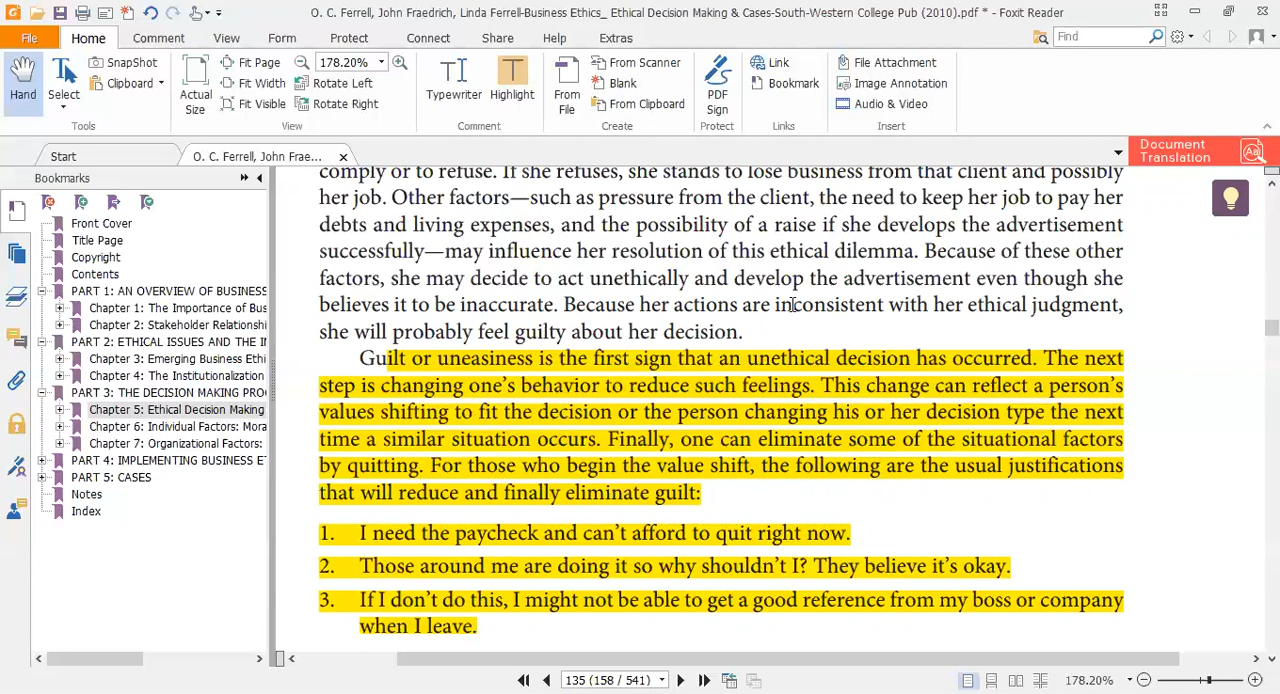 O. C. Ferrell, John Fraedrich, Linda Ferrell-Business Ethics_ Ethical Decision Making & Cases-South-Western College Pub (2010).pdf * - Foxit Reader
File Home Comment View Form Protect Connect Share Help Extras Find
Hand Select SnapShot Clipboard Actual Size Fit Page Fit Width Fit Visible 178.20% Rotate Left Rotate Right Typewriter Highlight From File From Scanner Blank From Clipboard PDF Sign Link Bookmark File Attachment Image Annotation Audio & Video
Tools View Comment Create Protect Links Insert
Start O. C. Ferrell, John Frae... Document Translation
Bookmarks
Front Cover
Title Page
Copyright
Contents
PART 1: AN OVERVIEW OF BUSINESS
Chapter 1: The Importance of Bus
Chapter 2: Stakeholder Relationshi
PART 2: ETHICAL ISSUES AND THE I
Chapter 3: Emerging Business Ethi
Chapter 4: The Institutionalization
PART 3: THE DECISION MAKING PRO
Chapter 5: Ethical Decision Making
Chapter 6: Individual Factors: Mora
Chapter 7: Organizational Factors:
PART 4: IMPLEMENTING BUSINESS ET
PART 5: CASES
Notes
Index
comply or to refuse. If she refuses, she stands to lose business from that client and possibly
her job. Other factors—such as pressure from the client, the need to keep her job to pay her
debts and living expenses, and the possibility of a raise if she develops the advertisement
successfully—may influence her resolution of this ethical dilemma. Because of these other
factors, she may decide to act unethically and develop the advertisement even though she
believes it to be inaccurate. Because her actions are inconsistent with her ethical judgment,
she will probably feel guilty about her decision.
Guilt or uneasiness is the first sign that an unethical decision has occurred. The next
step is changing one's behavior to reduce such feelings. This change can reflect a person's
values shifting to fit the decision or the person changing his or her decision type the next
time a similar situation occurs. Finally, one can eliminate some of the situational factors
by quitting. For those who begin the value shift, the following are the usual justifications
that will reduce and finally eliminate guilt:
1. I need the paycheck and can't afford to quit right now.
2. Those around me are doing it so why shouldn't I? They believe it's okay.
3. If I don't do this, I might not be able to get a good reference from my boss or company
when I leave.
135 (158 / 541) 178.20%